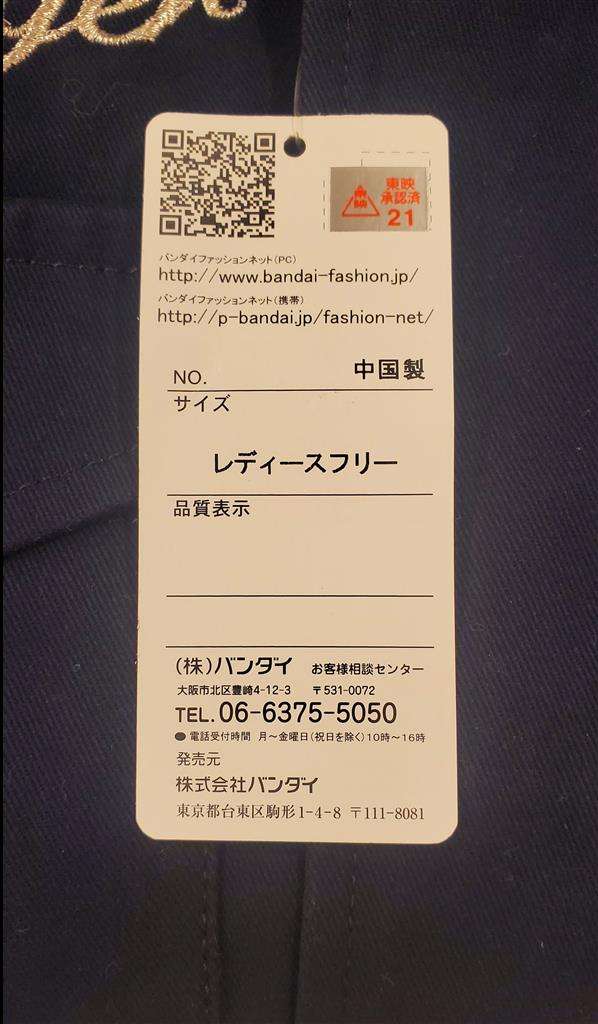 東映
承認済
21
バンダイファッションネット(PC)
http://www.bandai-fashion.jp/
バンダイファッションネット(携帯)
http://p-bandai.jp/fashion-net/
NO.
中国製
サイズ
レディースフリー
品質表示
(株)バンダイ お客様相談センター
大阪市北区豊崎4-12-3 〒531-0072
TEL. 06-6375-5050
●電話受付時間 月〜金曜日(祝日を除く)10時〜16時
発売元
株式会社バンダイ
東京都台東区駒形1-4-8 〒111-8081